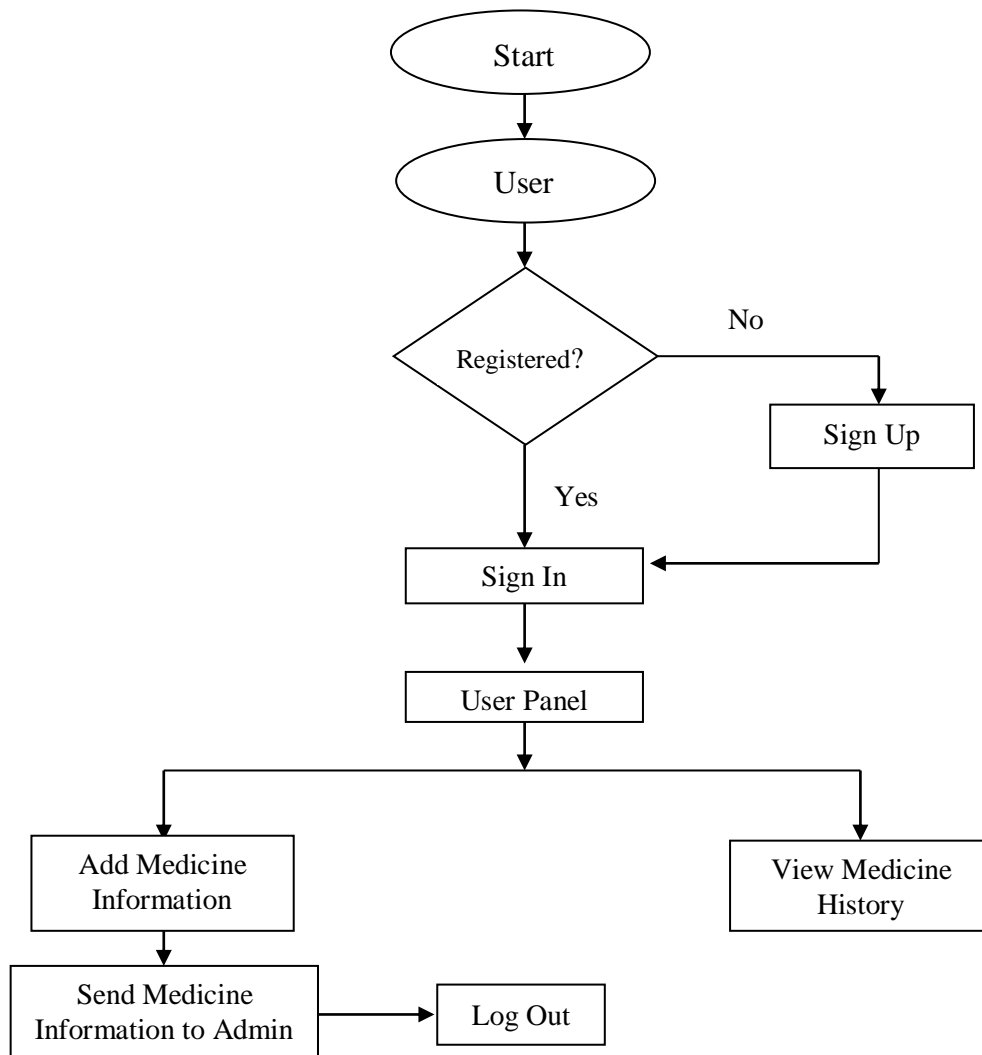 Start
User
Registered?
No
Sign Up
Yes
Sign In
User Panel
Add Medicine
Information
View Medicine
History
Send Medicine
Information to Admin
Log Out